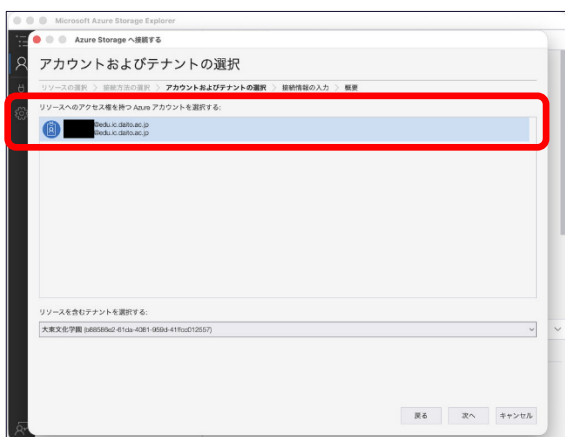 Microsoft Azure Storage Explorer
Azure Storage へ接続する
アカウントおよびテナントの選択
リソースの選択 > 接続方法の選択 > アカウントおよびテナントの選択 > 接続情報の入力 > 概要
リソースへのアクセス権を持つ Azure アカウントを選択する:
@edu.ic.daito.ac.jp
@edu.ic.daito.ac.jp
リソースを含むテナントを選択する:
大東文化学園
戻る 次へ キャンセル